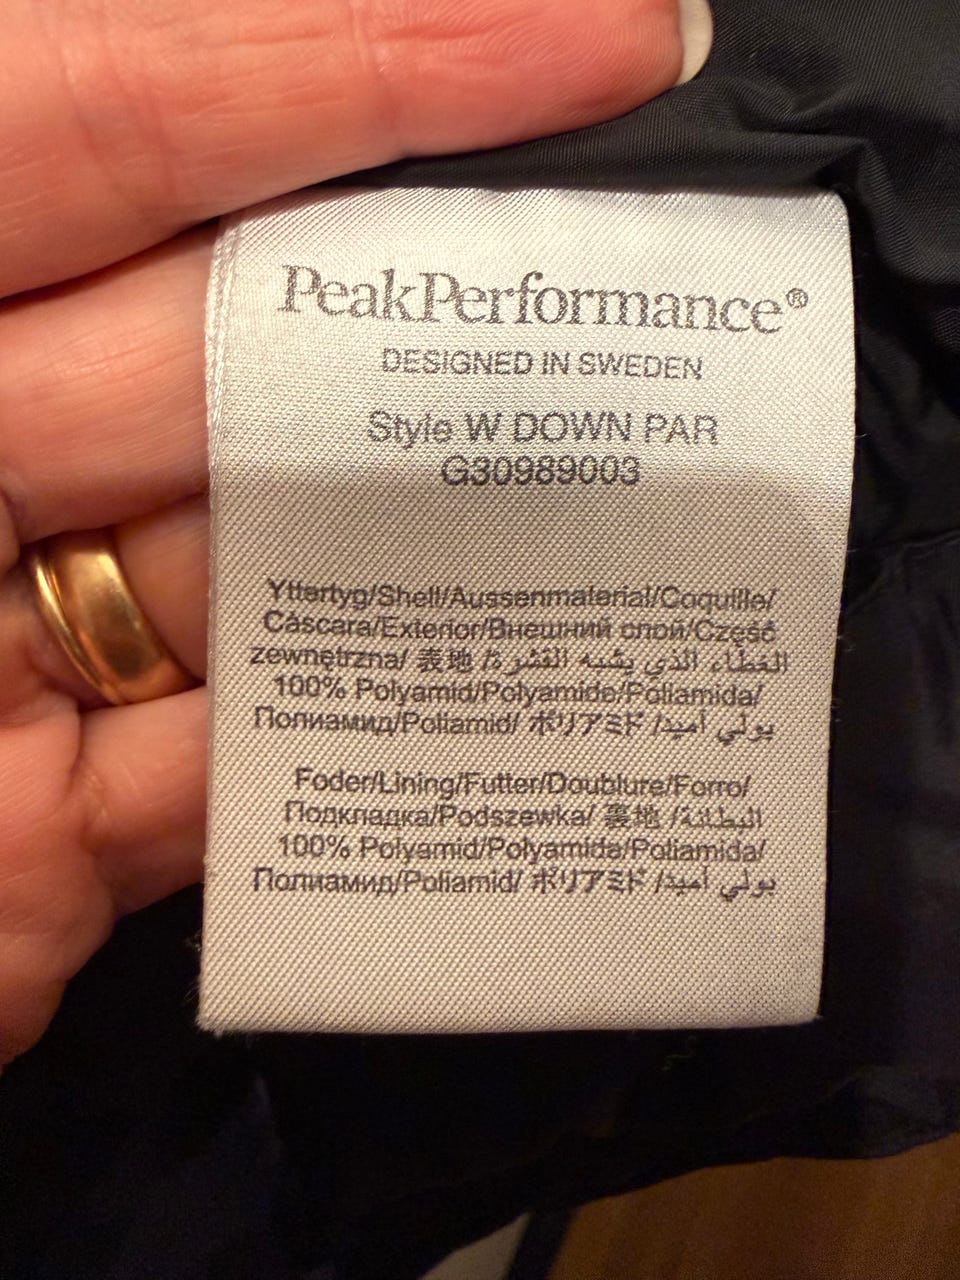 PeakPerformance®
DESIGNED IN SWEDEN
Style W DOWN PAR
G30989003
Yttertyg/Shell/Aussenmaterial/Coquille/
Cáscara/Exterior/Внешний слой/Część
zewnętrzna/ 表地 /الغطاء الذي يشبه القشرة
100% Polyamid/Polyamide/Poliamida/
Полиамид/Poliamid/ ポリアミド /بولي أميد
Foder/Lining/Futter/Doublure/Forro/
Подкладка/Podszewka/ 裏地 /البطانة
100% Polyamid/Polyamide/Poliamida/
Полиамид/Poliamid/ ポリアミド /بولي أميد